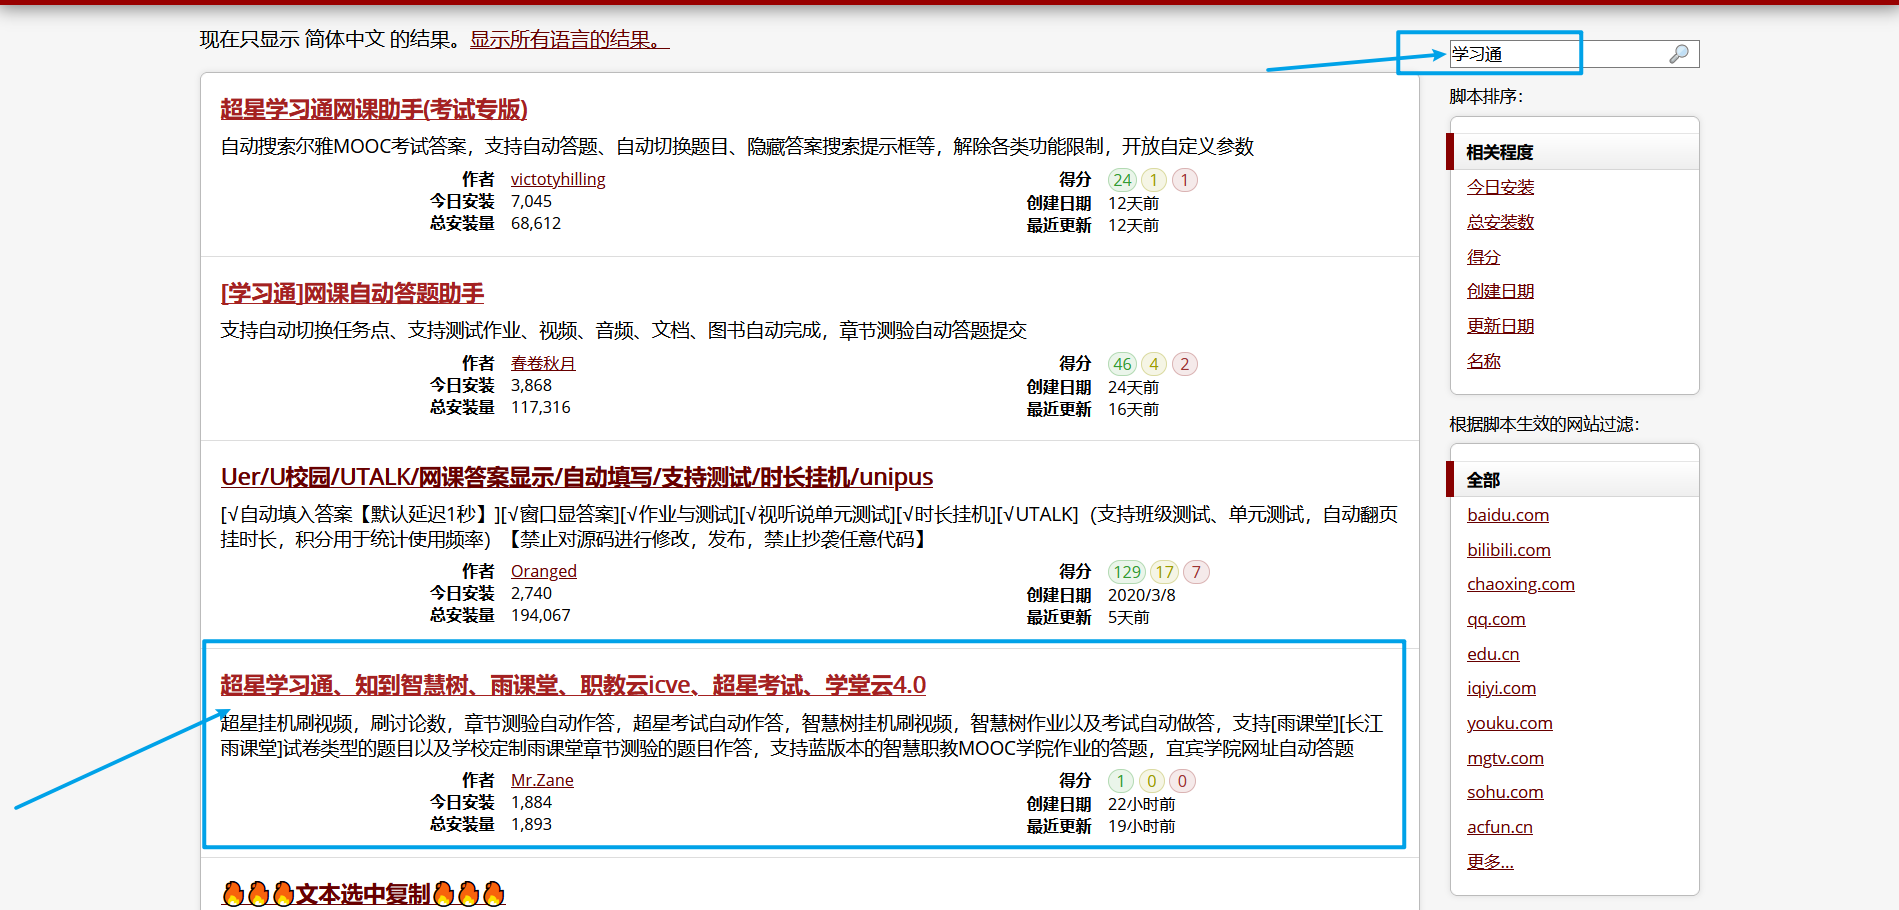 现在只显示 简体中文 的结果。显示所有语言的结果。
超星学习通网课助手(考试专版)
自动搜索尔雅MOOC考试答案，支持自动答题、自动切换题目、隐藏答案搜索提示框等，解除各类功能限制，开放自定义参数
作者 victotyhilling
今日安装 7,045
总安装量 68,612
得分 24 1 1
创建日期 12天前
最近更新 12天前
[学习通]网课自动答题助手
支持自动切换任务点、支持测试作业、视频、音频、文档、图书自动完成，章节测验自动答题提交
作者 春卷秋月
今日安装 3,868
总安装量 117,316
得分 46 4 2
创建日期 24天前
最近更新 16天前
Uer/U校园/UTALK/网课答案显示/自动填写/支持测试/时长挂机/unipus
[√自动填入答案【默认延迟1秒】][√窗口显答案][√作业与测试][√视听说单元测试][√时长挂机][√UTALK]（支持班级测试、单元测试，自动翻页
挂时长，积分用于统计使用频率）【禁止对源码进行修改，发布，禁止抄袭任意代码】
作者 Oranged
今日安装 2,740
总安装量 194,067
得分 129 17 7
创建日期 2020/3/8
最近更新 5天前
超星学习通、知到智慧树、雨课堂、职教云icve、超星考试、学堂云4.0
超星挂机刷视频，刷讨论数，章节测验自动作答，超星考试自动作答，智慧树挂机刷视频，智慧树作业以及考试自动做答，支持[雨课堂][长江
雨课堂]试卷类型的题目以及学校定制雨课堂章节测验的题目作答，支持蓝版本的智慧职教MOOC学院作业的答题，宜宾学院网址自动答题
作者 Mr.Zane
今日安装 1,884
总安装量 1,893
得分 1 0 0
创建日期 22小时前
最近更新 19小时前
🔥🔥🔥文本选中复制🔥🔥🔥
学习通
脚本排序：
相关程度
今日安装
总安装数
得分
创建日期
更新日期
名称
根据脚本生效的网站过滤：
全部
baidu.com
bilibili.com
chaoxing.com
qq.com
edu.cn
iqiyi.com
youku.com
mgtv.com
sohu.com
acfun.cn
更多...